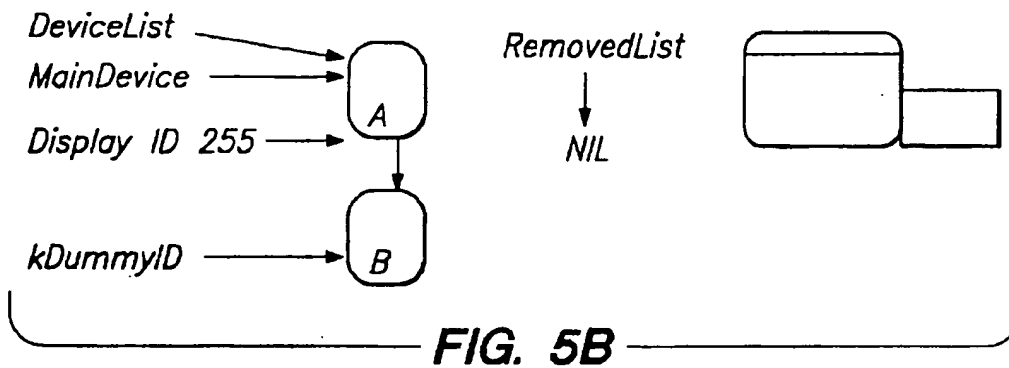 DeviceList
MainDevice
A
Display ID 255
kDummyID
B
RemovedList
NIL
FIG. 5B